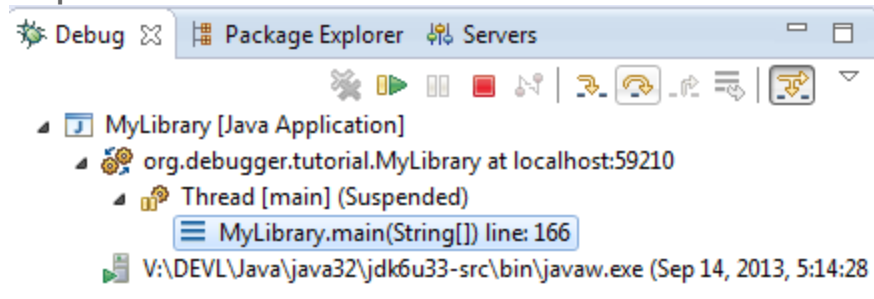 Debug Package Explorer Servers
MyLibrary [Java Application]
org.debugger.tutorial.MyLibrary at localhost:59210
Thread [main] (Suspended)
MyLibrary.main(String[]) line: 166
V:\DEVL\Java\java32\jdk6u33-src\bin\javaw.exe (Sep 14, 2013, 5:14:28